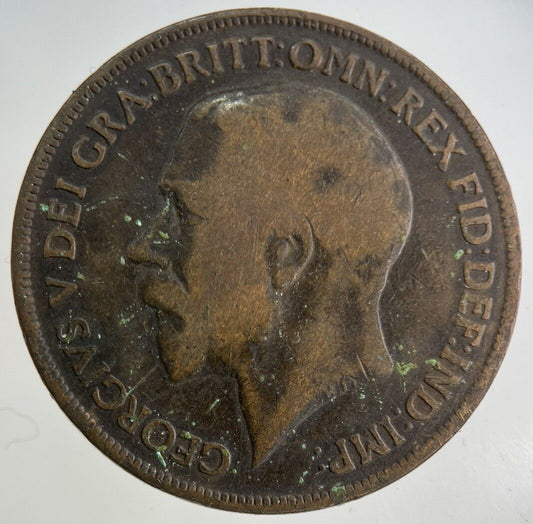 GEORGIVS V DEI GRA: BRITT: OMN: REX FID: DEF: IND: IMP: